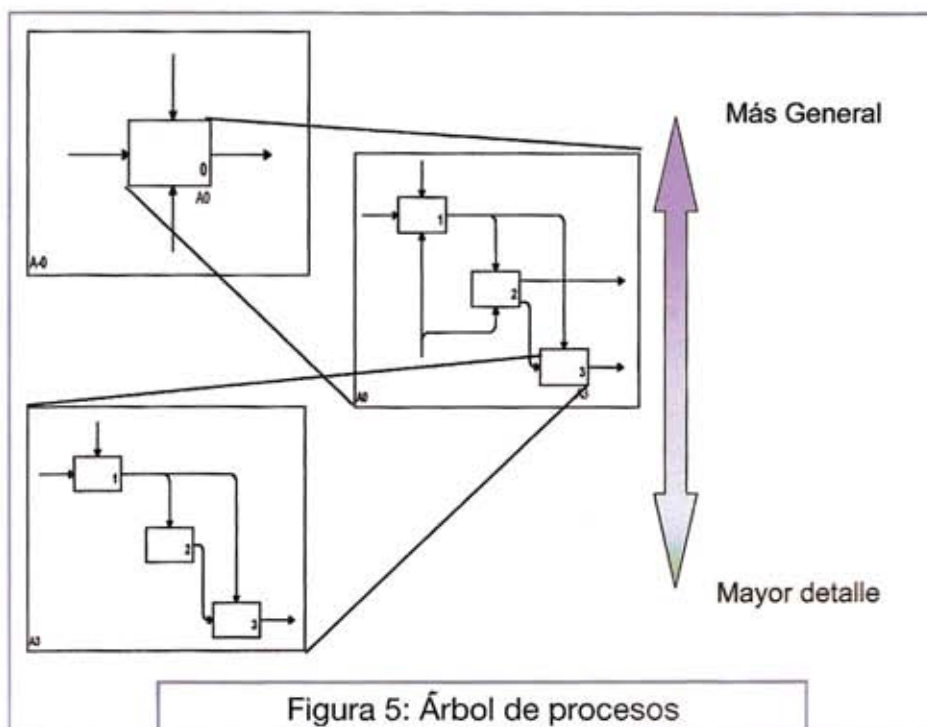 Más General
0
A0
A-0
1
2
3
A3
A0
1
2
3
A3
Mayor detalle
Figura 5: Árbol de procesos